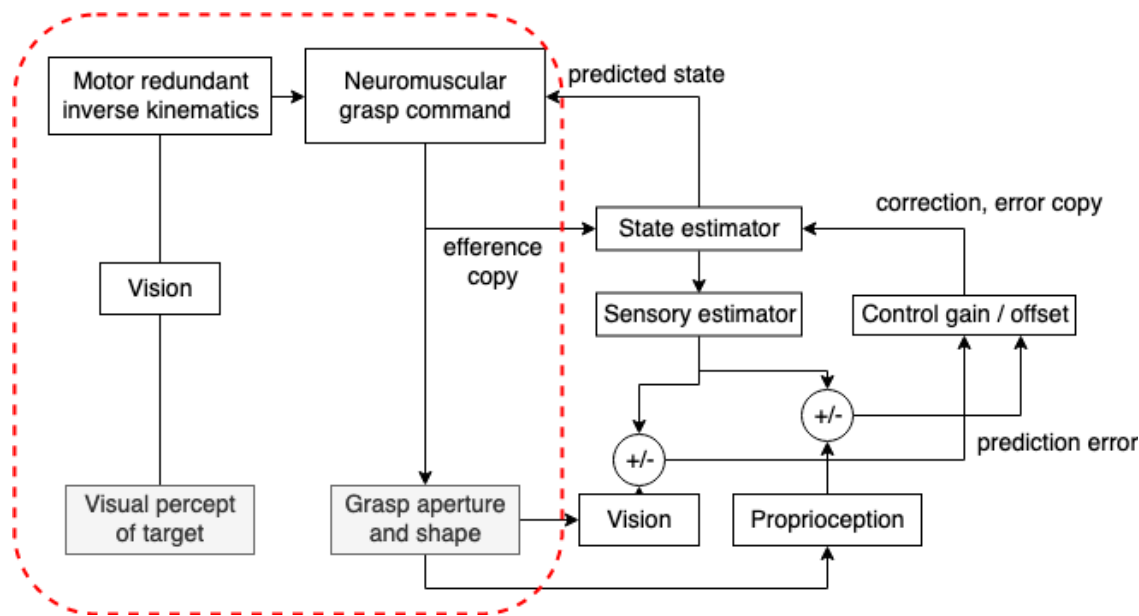 Motor redundant
inverse kinematics
Neuromuscular
grasp command
predicted state
State estimator
correction, error copy
efference
copy
Vision
Sensory estimator
Control gain / offset
+/-
+/-
prediction error
Visual percept
of target
Grasp aperture
and shape
Vision
Proprioception